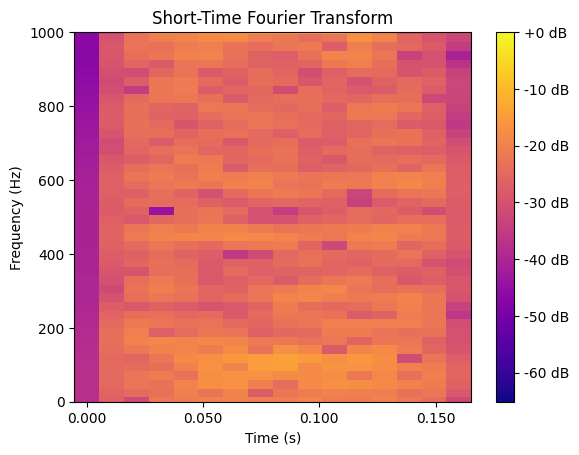 Short-Time Fourier Transform
1000
800
600
400
200
0
Frequency (Hz)
0.000
0.050
0.100
0.150
Time (s)
+0 dB
-10 dB
-20 dB
-30 dB
-40 dB
-50 dB
-60 dB